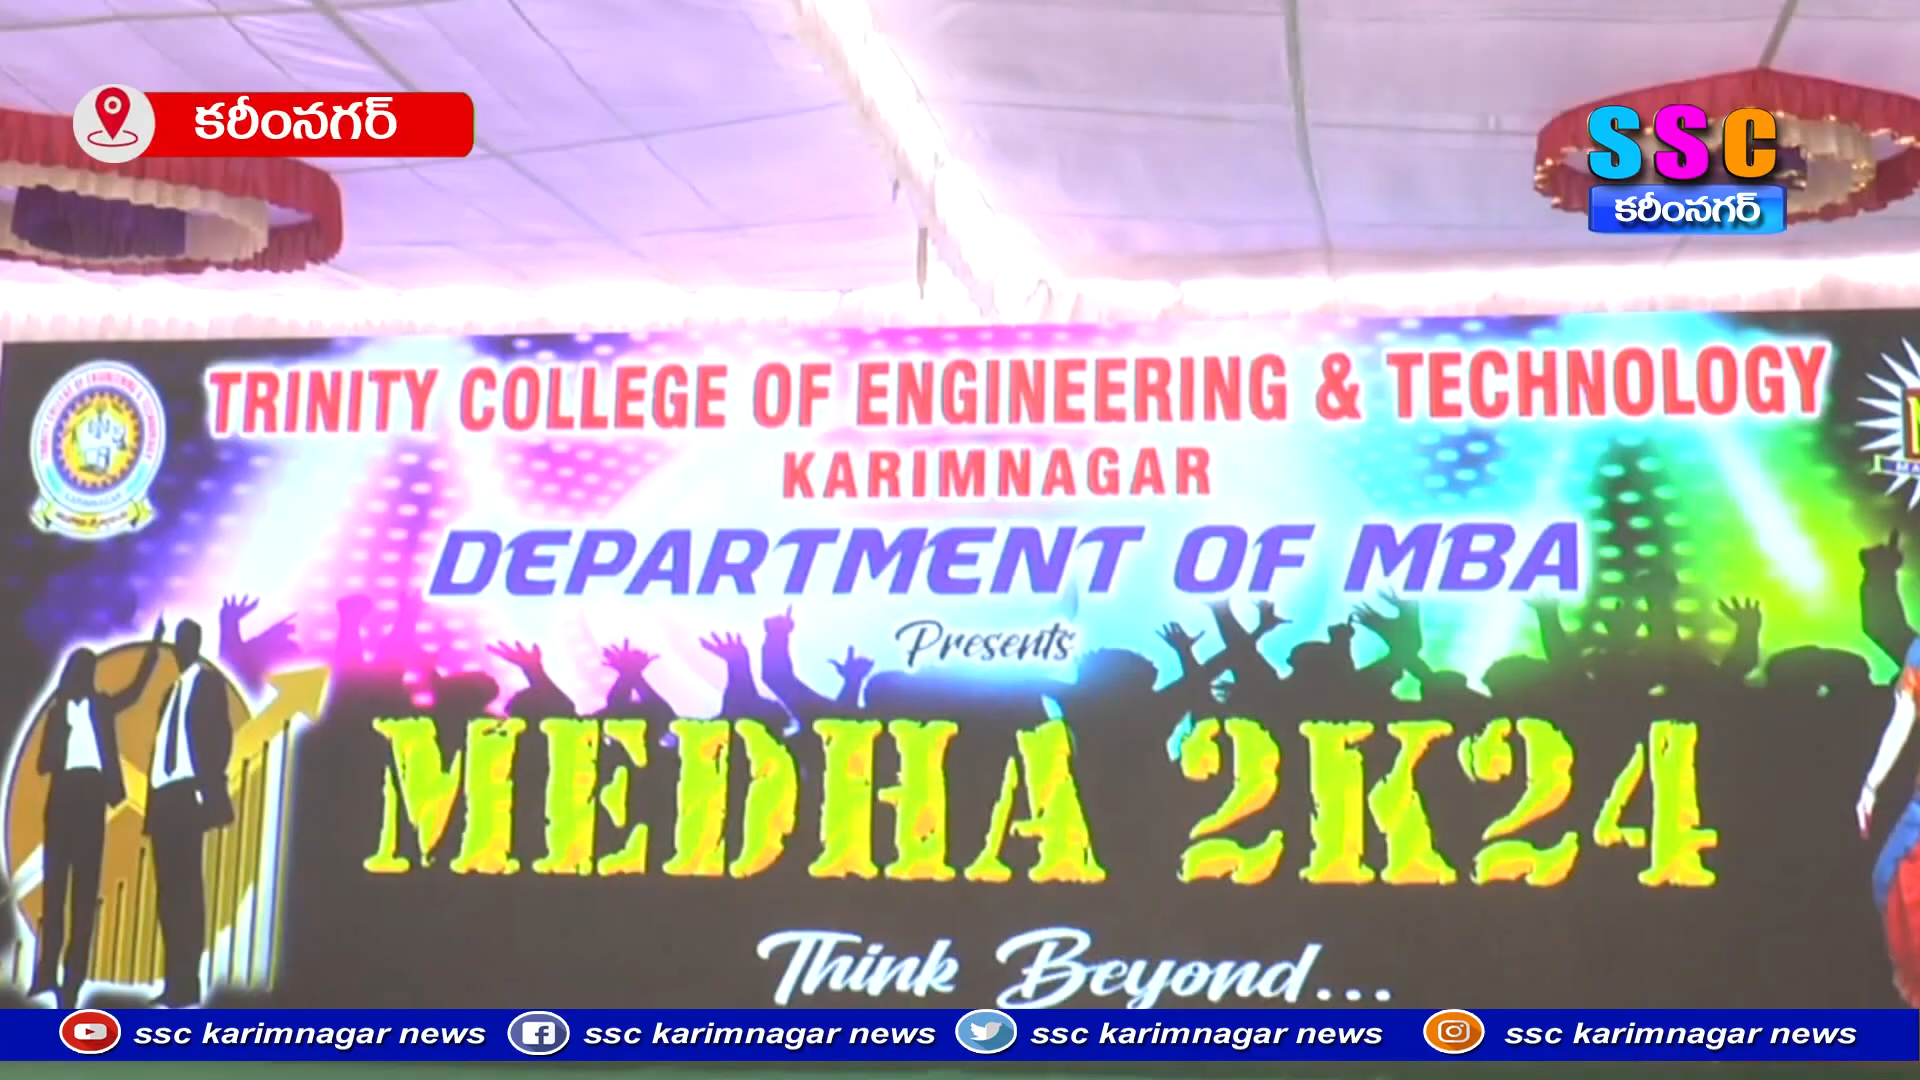 కరీంనగర్
SSC
కరీంనగర్
TRINITY COLLEGE OF ENGINEERING & TECHNOLOGY
KARIMNAGAR
DEPARTMENT OF MBA
Presents
MEDHA 2K24
Think Beyond...
ssc karimnagar news
ssc karimnagar news
ssc karimnagar news
ssc karimnagar news